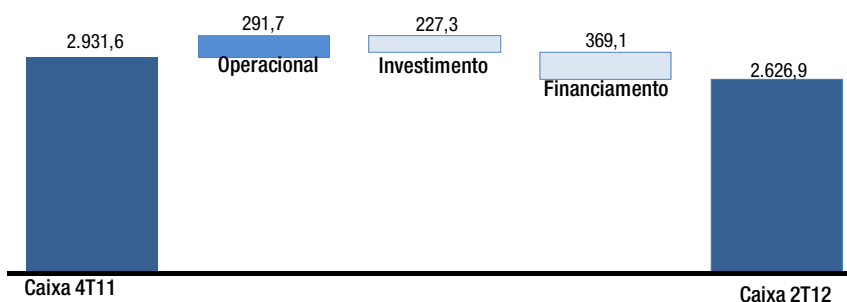 291,7
227,3
2.931,6
369,1
Operacional
Investimento
2.626,9
Financiamento
Caixa 4T11
Caixa 2T12